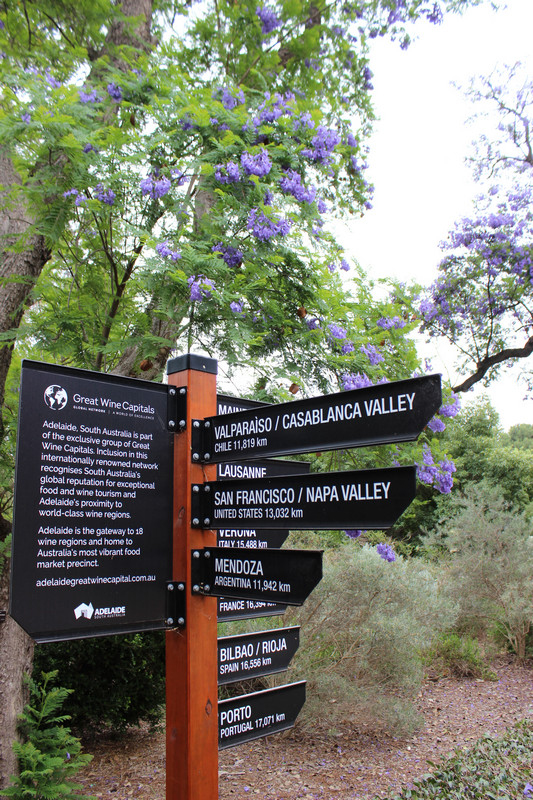 Great Wine Capitals
GLOBAL NETWORK | A WORLD OF EXCELLENCE
Adelaide, South Australia is part
of the exclusive group of Great
Wine Capitals. Inclusion in this
internationally renowned network
recognises South Australia's
global reputation for exceptional
food and wine tourism and
Adelaide's proximity to
world-class wine regions.
Adelaide is the gateway to 18
wine regions and home to
Australia's most vibrant food
market precinct.
adelaidegreatwinecapital.com.au
ADELAIDE
SOUTH AUSTRALIA
VALPARAÍSO / CASABLANCA VALLEY
CHILE 11,819 km
LAUSANNE
SAN FRANCISCO / NAPA VALLEY
UNITED STATES 13,032 km
VERONA
ITALY 15,488 km
MENDOZA
ARGENTINA 11,942 km
FRANCE 16,394 km
BILBAO / RIOJA
SPAIN 16,556 km
PORTO
PORTUGAL 17,071 km